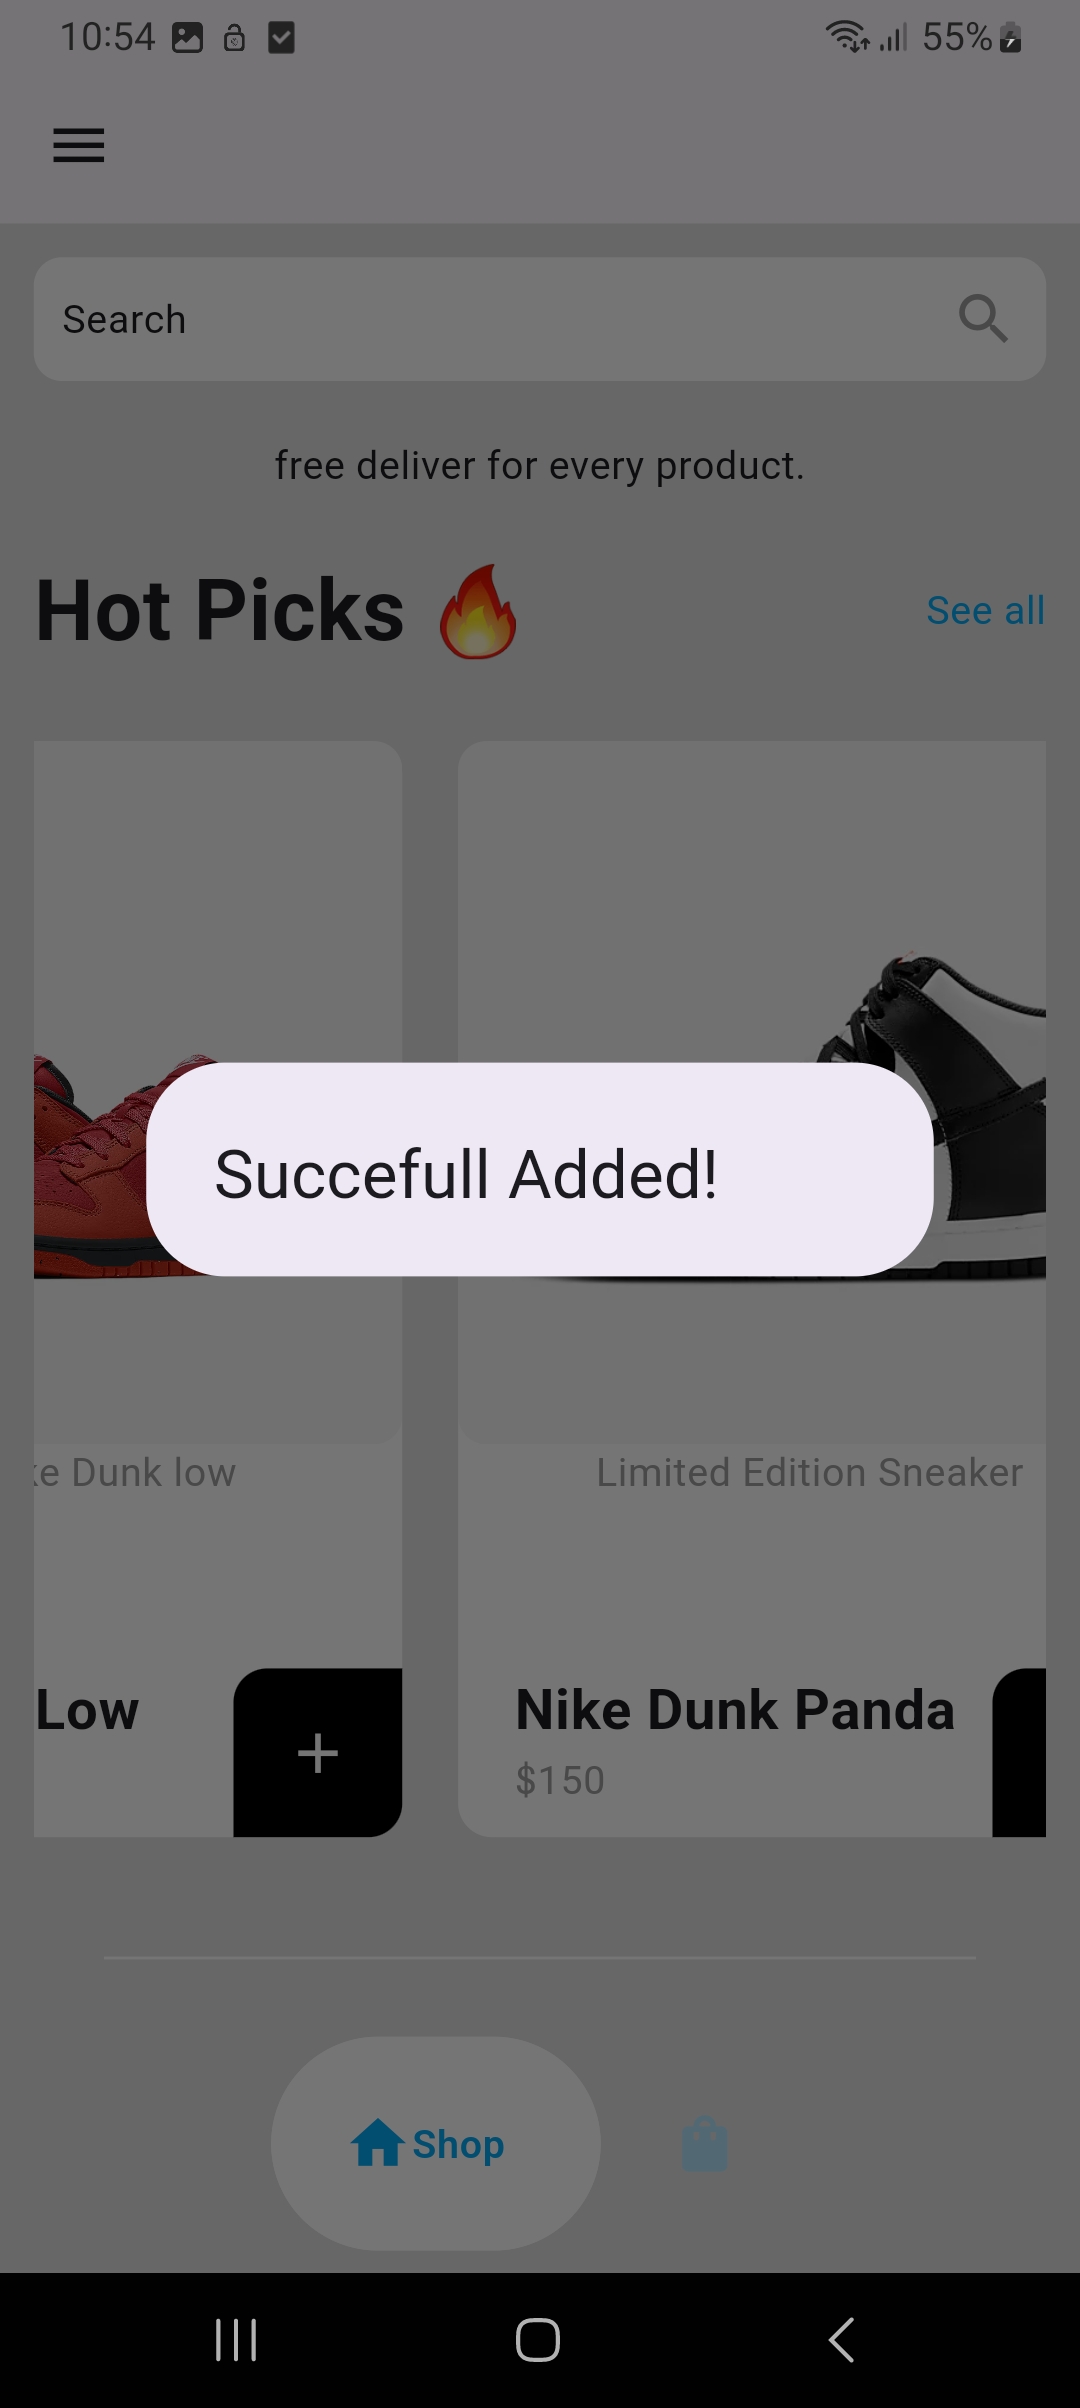 10:54 55%
Search
free deliver for every product.
Hot Picks 🔥 See all
Succefull Added!
ke Dunk low Limited Edition Sneaker
Low Nike Dunk Panda
$150
Shop